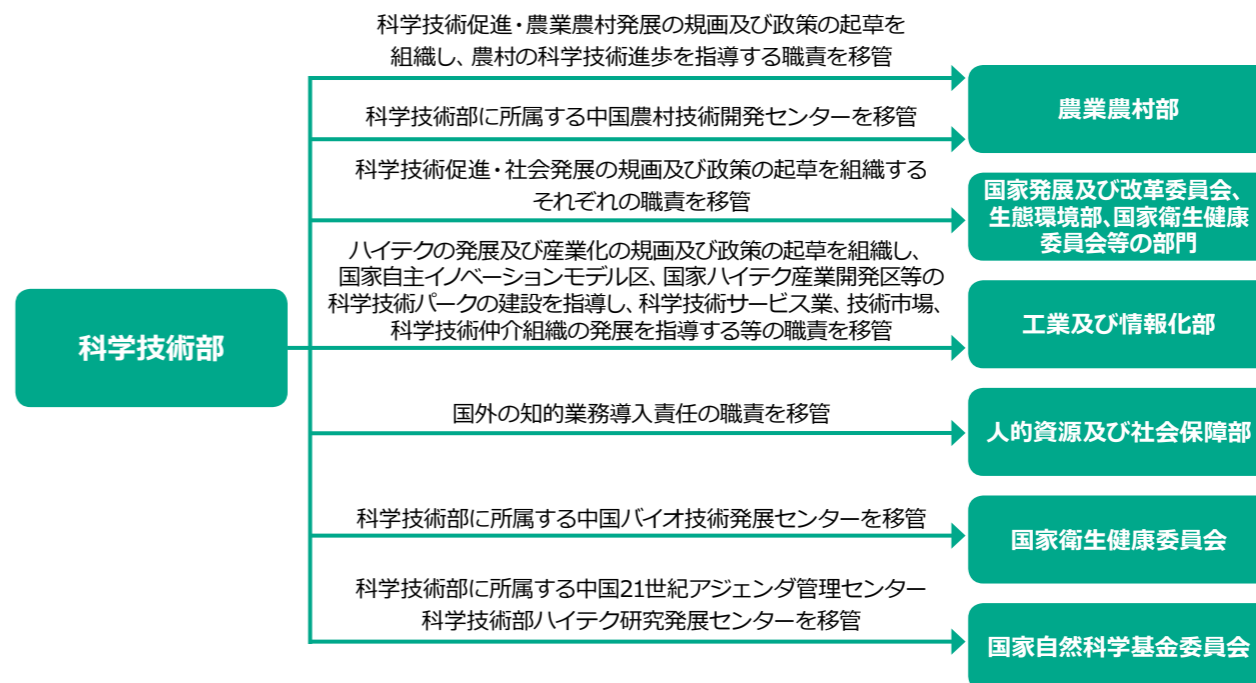 科学技術促進・農業農村発展の規画及び政策の起草を
組織し、農村の科学技術進歩を指導する職責を移管
農業農村部
科学技術部に所属する中国農村技術開発センターを移管
科学技術促進・社会発展の規画及び政策の起草を組織する
それぞれの職責を移管
国家発展及び改革委員会、
生態環境部、国家衛生健康
委員会等の部門
ハイテクの発展及び産業化の規画及び政策の起草を組織し、
国家自主イノベーションモデル区、国家ハイテク産業開発区等の
科学技術パークの建設を指導し、科学技術サービス業、技術市場、
科学技術仲介組織の発展を指導する等の職責を移管
工業及び情報化部
科学技術部
国外の知的業務導入責任の職責を移管
人的資源及び社会保障部
科学技術部に所属する中国バイオ技術発展センターを移管
国家衛生健康委員会
科学技術部に所属する中国21世紀アジェンダ管理センター
科学技術部ハイテク研究発展センターを移管
国家自然科学基金委員会